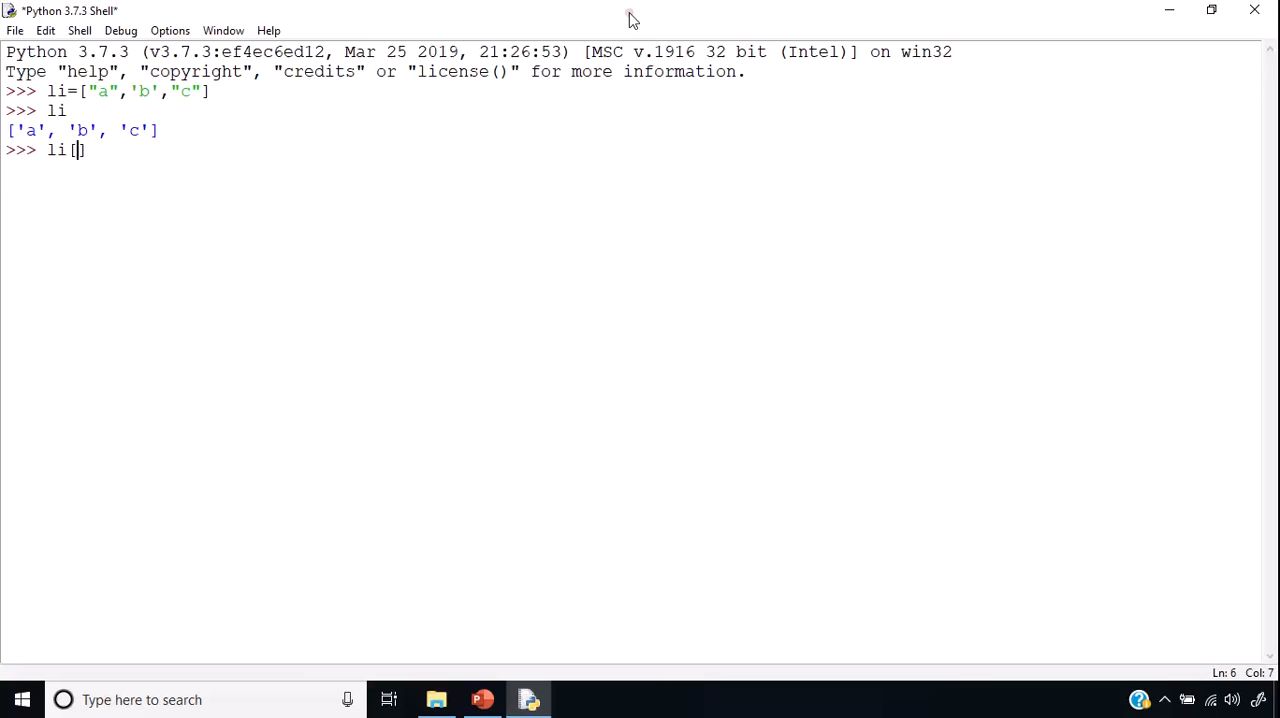 *Python 3.7.3 Shell*
File Edit Shell Debug Options Window Help
Python 3.7.3 (v3.7.3:ef4ec6ed12, Mar 25 2019, 21:26:53) [MSC v.1916 32 bit (Intel)] on win32
Type "help", "copyright", "credits" or "license()" for more information.
>>> li=["a",'b',"c"]
>>> li
['a', 'b', 'c']
>>> li[]
Ln: 6 Col: 7
Type here to search